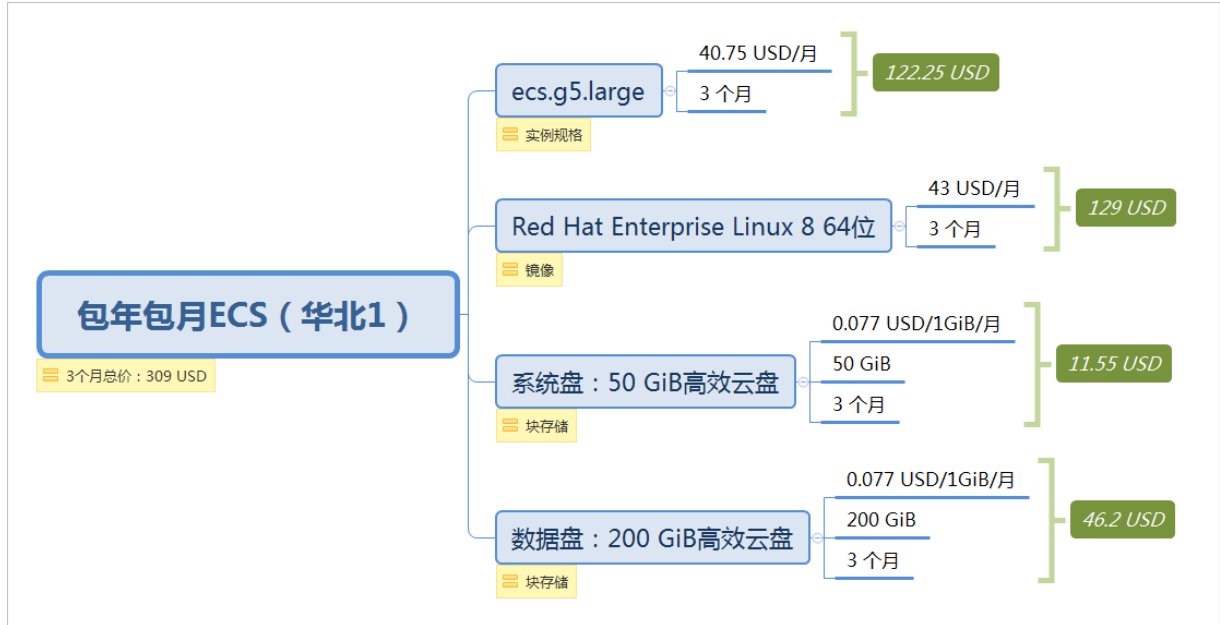 包年包月ECS（华北1）
3个月总价：309 USD
ecs.g5.large
实例规格
40.75 USD/月
3 个月
122.25 USD
Red Hat Enterprise Linux 8 64位
镜像
43 USD/月
3 个月
129 USD
系统盘：50 GiB高效云盘
块存储
0.077 USD/1GiB/月
50 GiB
3 个月
11.55 USD
数据盘：200 GiB高效云盘
块存储
0.077 USD/1GiB/月
200 GiB
3 个月
46.2 USD